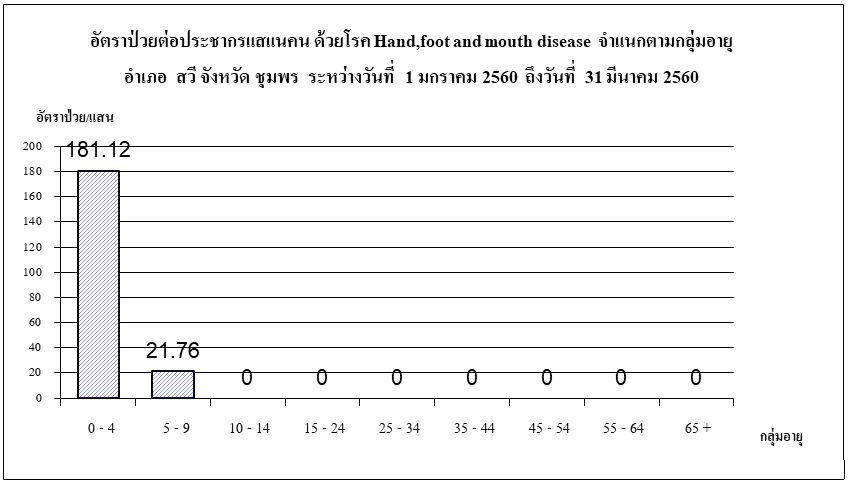 อัตราป่วยต่อประชากรแสแนคน ด้วยโรค Hand,foot and mouth disease จำแนกตามกลุ่มอายุ
อำเภอ สวี จังหวัด ชุมพร ระหว่างวันที่ 1 มกราคม 2560 ถึงวันที่ 31 มีนาคม 2560
อัตราป่วย/แสน
200
181.12
180
160
140
120
100
80
60
40
21.76
20
0 0 0 0 0 0 0
0
0 - 4 5 - 9 10 - 14 15 - 24 25 - 34 35 - 44 45 - 54 55 - 64 65 +
กลุ่มอายุ